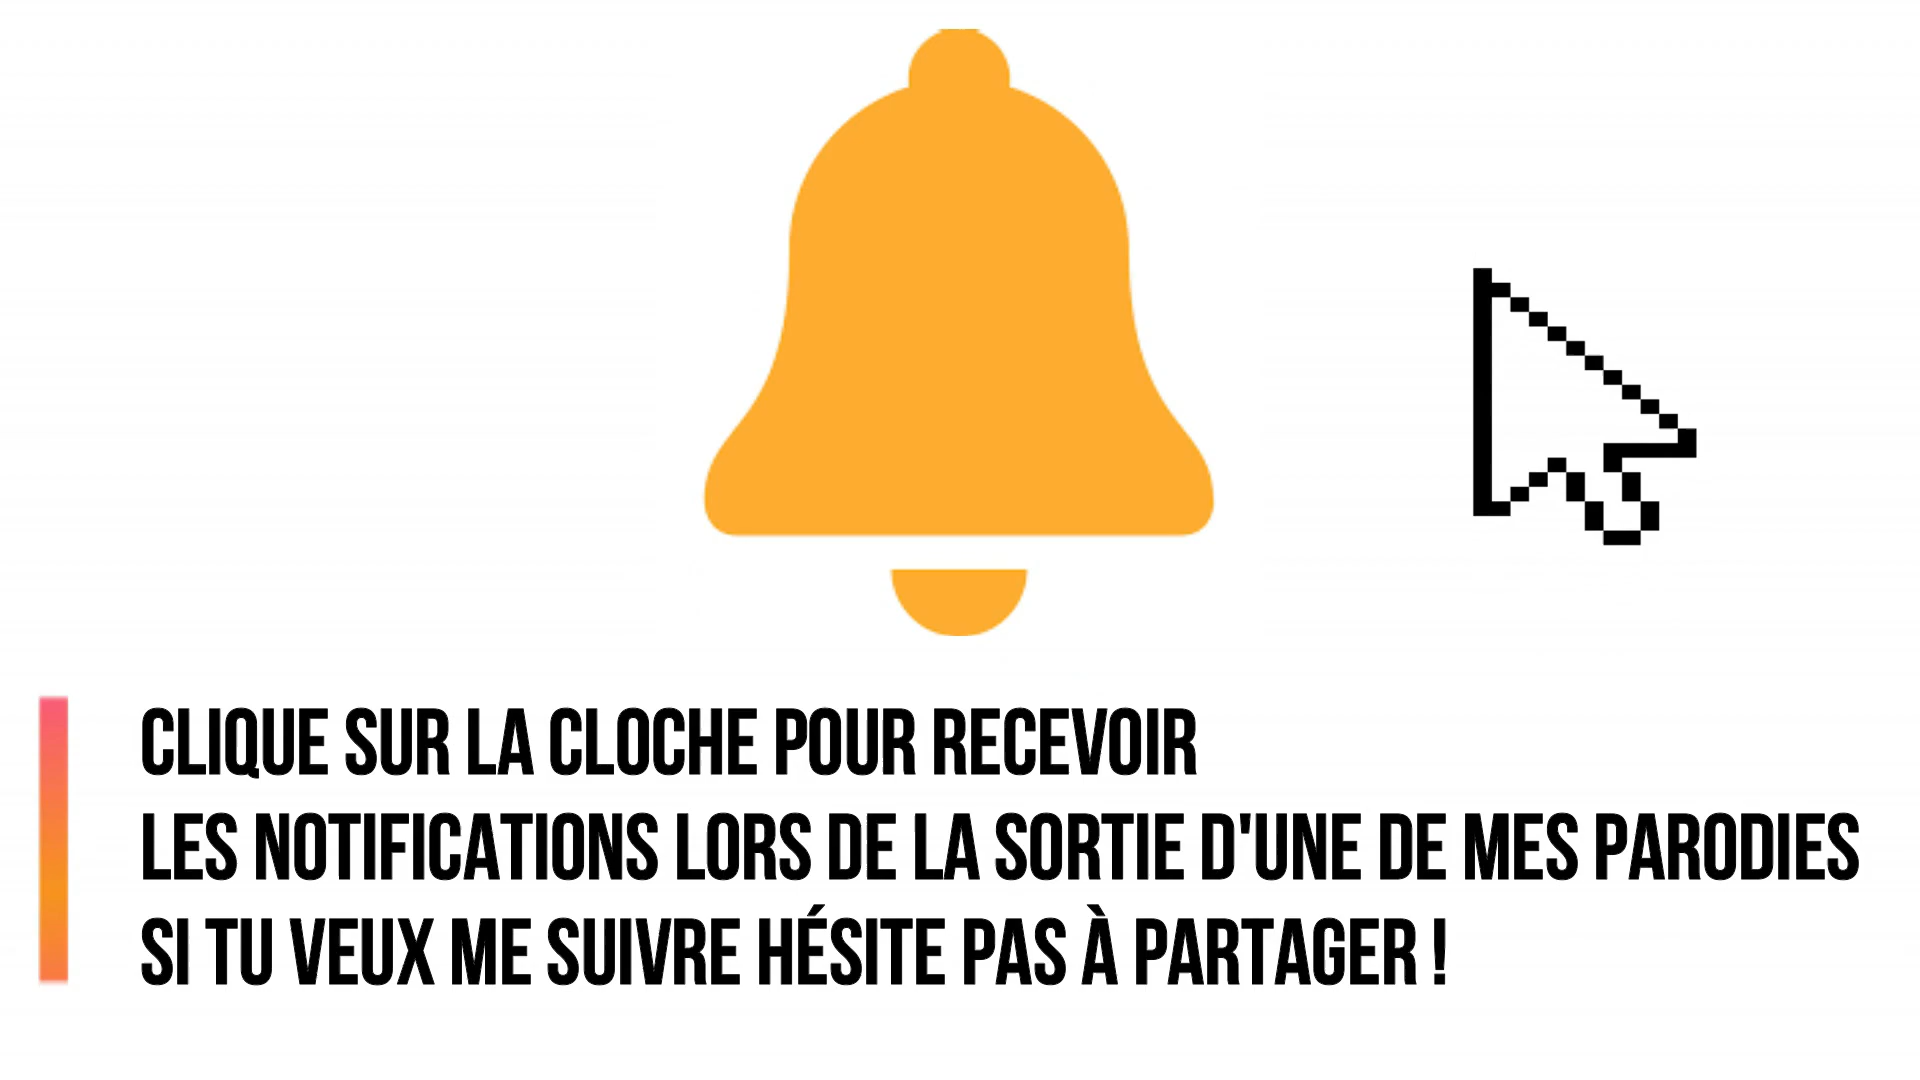 CLIQUE SUR LA CLOCHE POUR RECEVOIR
LES NOTIFICATIONS LORS DE LA SORTIE D'UNE DE MES PARODIES
SI TU VEUX ME SUIVRE HÉSITE PAS À PARTAGER !